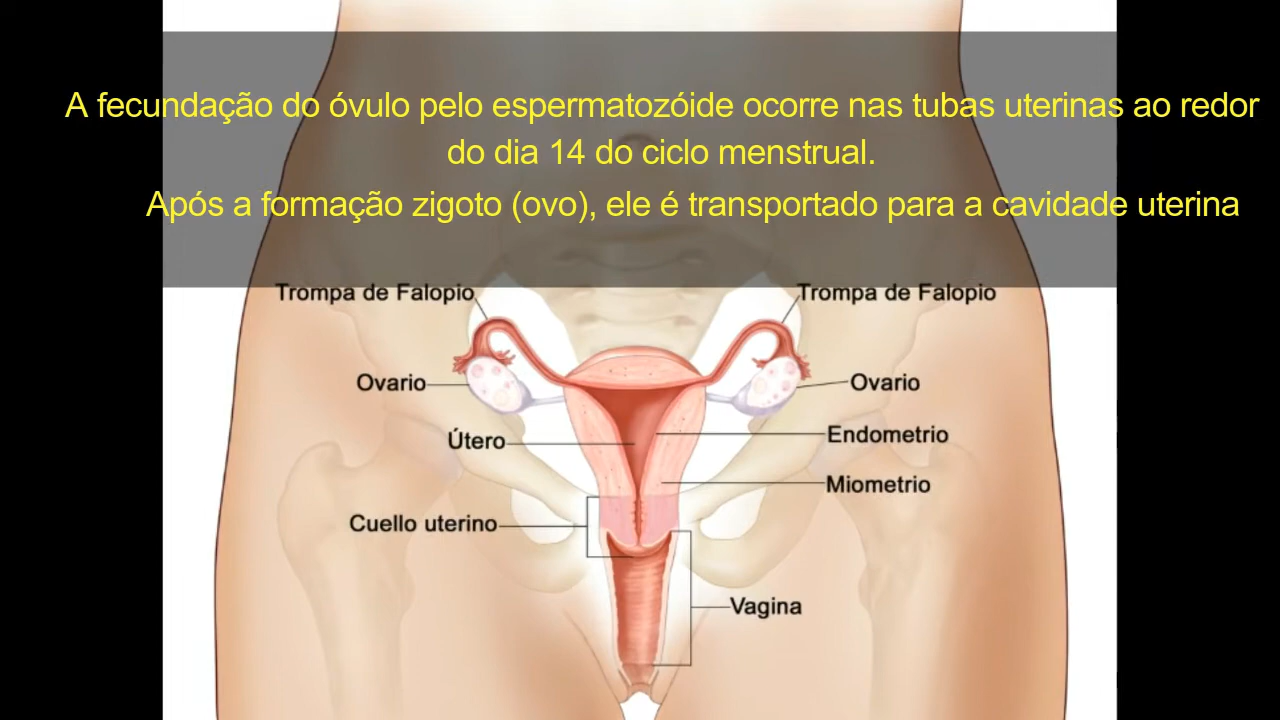 A fecundação do óvulo pelo espermatozóide ocorre nas tubas uterinas ao redor
do dia 14 do ciclo menstrual.
Após a formação zigoto (ovo), ele é transportado para a cavidade uterina
Trompa de Falopio
Trompa de Falopio
Ovario
Ovario
Útero
Endometrio
Miometrio
Cuello uterino
Vagina